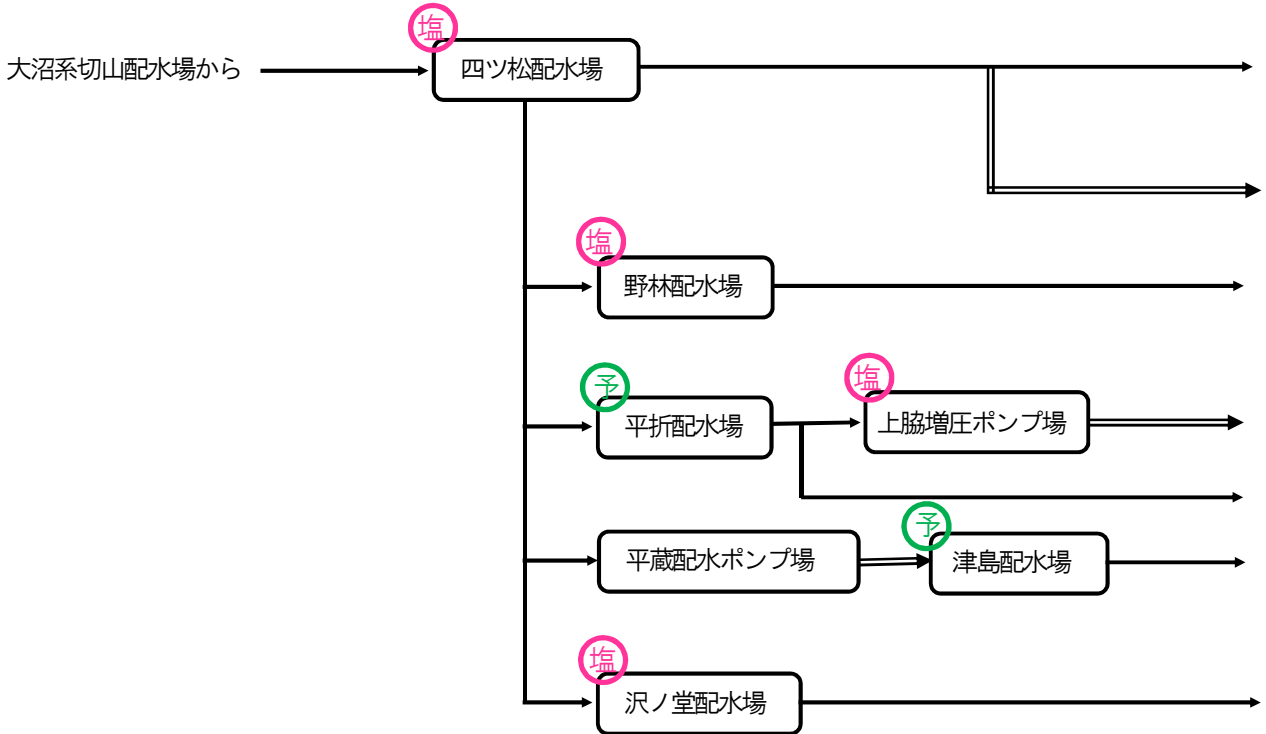 塩
大沼系切山配水場から
四ツ松配水場
塩
野林配水場
予
平折配水場
塩
上脇増圧ポンプ場
平蔵配水ポンプ場
予
津島配水場
塩
沢ノ堂配水場